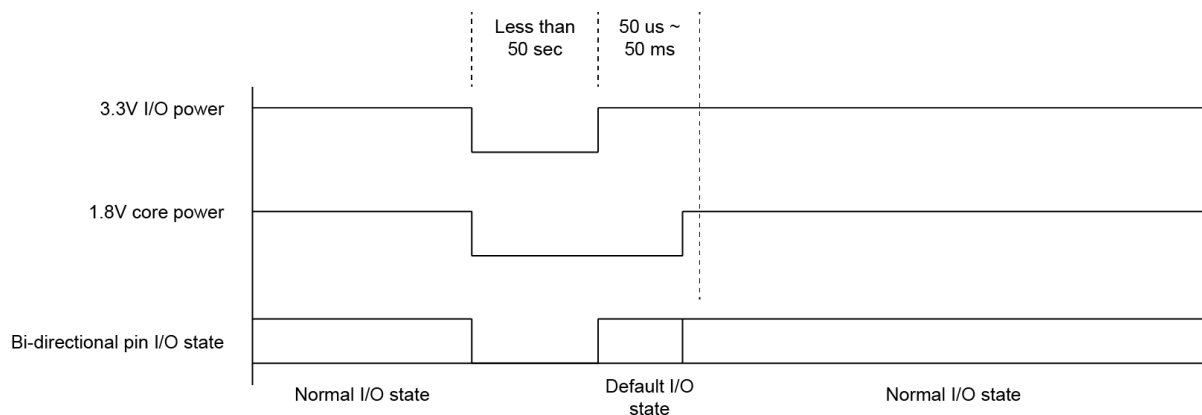 Less than
50 sec
50 us ~
50 ms
3.3V I/O power
1.8V core power
Bi-directional pin I/O state
Normal I/O state
Default I/O
state
Normal I/O state